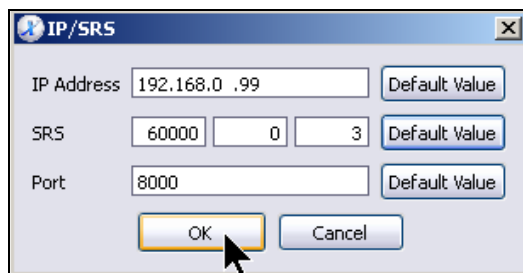 IP/SRS
IP Address 192.168.0 .99 Default Value
SRS 60000 0 3 Default Value
Port 8000 Default Value
OK Cancel